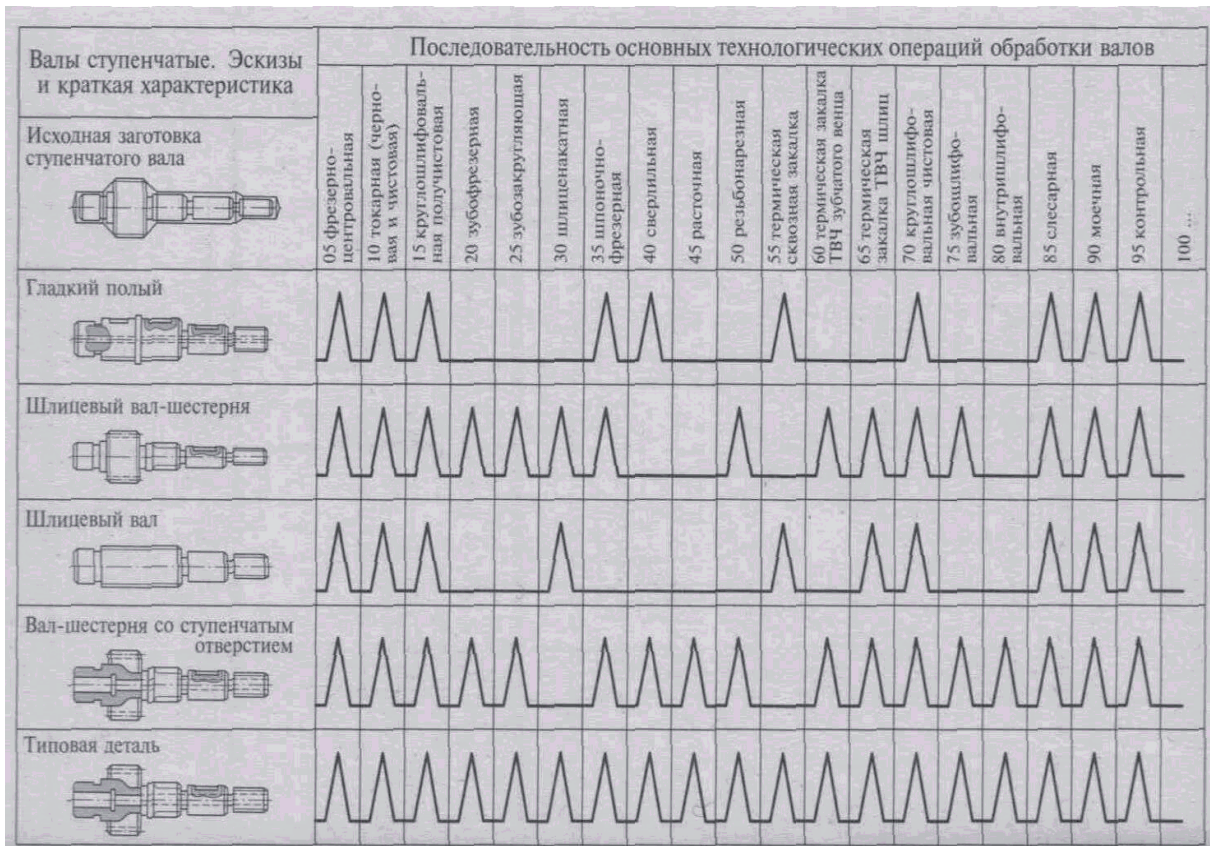 Валы ступенчатые. Эскизы
и краткая характеристика
Последовательность основных технологических операций обработки валов
Исходная заготовка
ступенчатого вала
05 фрезерно-
центровальная
10 токарная (черно-
вая и чистовая)
15 круглошлифоваль-
ная получистовая
20 зубофрезерная
25 зубозакругляющая
30 шлиценакатная
35 шпоночно-
фрезерная
40 сверлильная
45 расточная
50 резьбонарезная
55 термическая
сквозная закалка
60 термическая закалка
ТВЧ зубчатого венца
65 термическая
закалка ТВЧ шлиц
70 круглошлифо-
вальная чистовая
75 зубошлифо-
вальная
80 внутришлифо-
вальная
85 слесарная
90 моечная
95 контрольная
100 ...
Гладкий полый
Шлицевый вал-шестерня
Шлицевый вал
Вал-шестерня со ступенчатым
отверстием
Типовая деталь